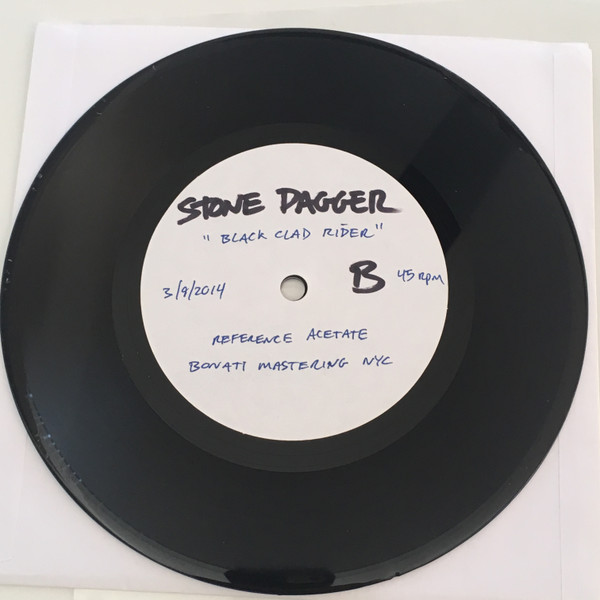 STONE DAGGER
"BLACK CLAD RIDER"
3/9/2014 B 45 RPM
REFERENCE ACETATE
BONATI MASTERING NYC